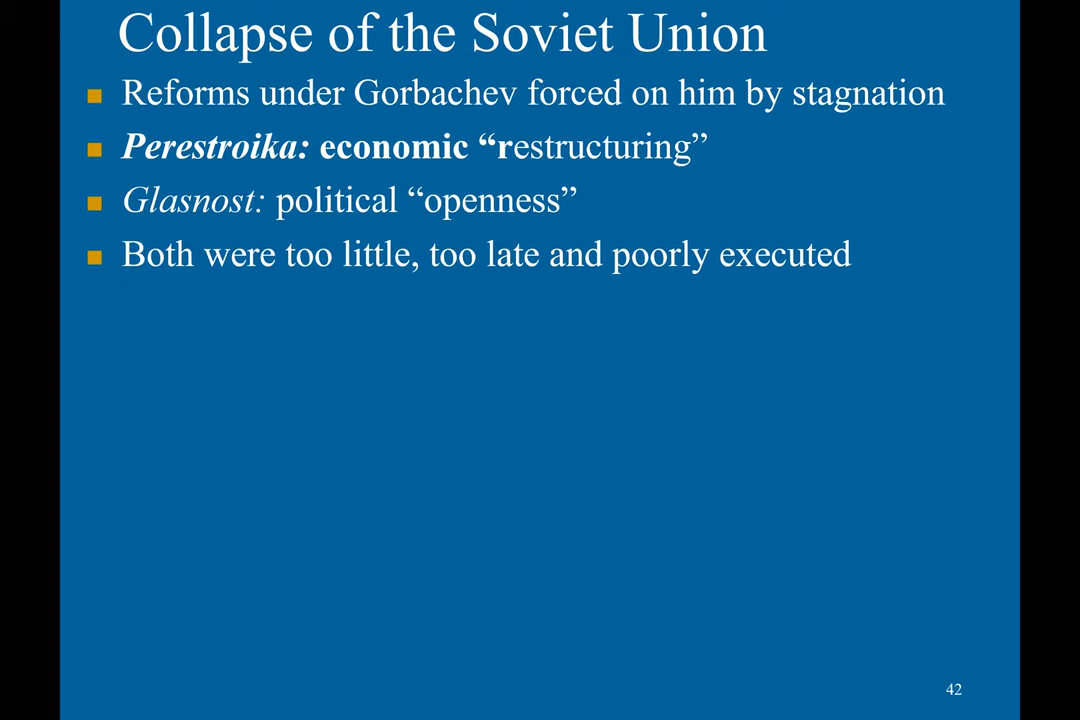 Collapse of the Soviet Union
Reforms under Gorbachev forced on him by stagnation
Perestroika: economic “restructuring”
Glasnost: political “openness”
Both were too little, too late and poorly executed
42